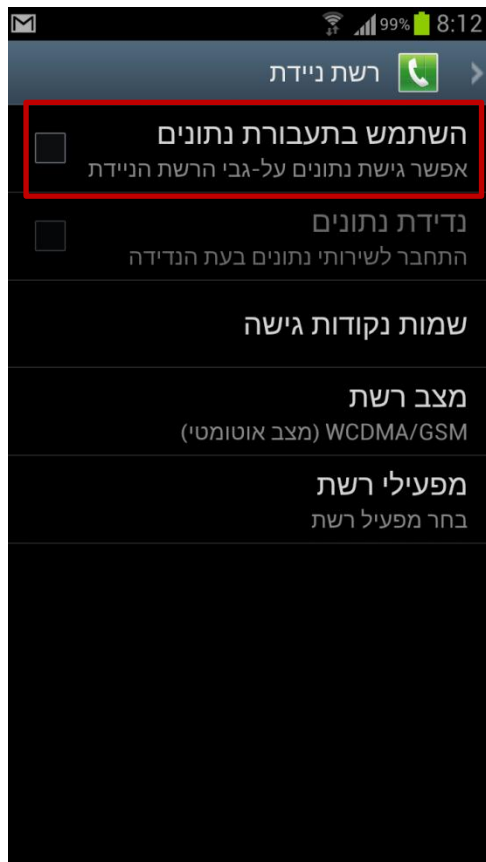 99% 8:12
רשת ניידת
השתמש בתעבורת נתונים
אפשר גישת נתונים על-גבי הרשת הניידת
נדידת נתונים
התחבר לשירותי נתונים בעת הנדידה
שמות נקודות גישה
מצב רשת
WCDMA/GSM (מצב אוטומטי)
מפעילי רשת
בחר מפעיל רשת